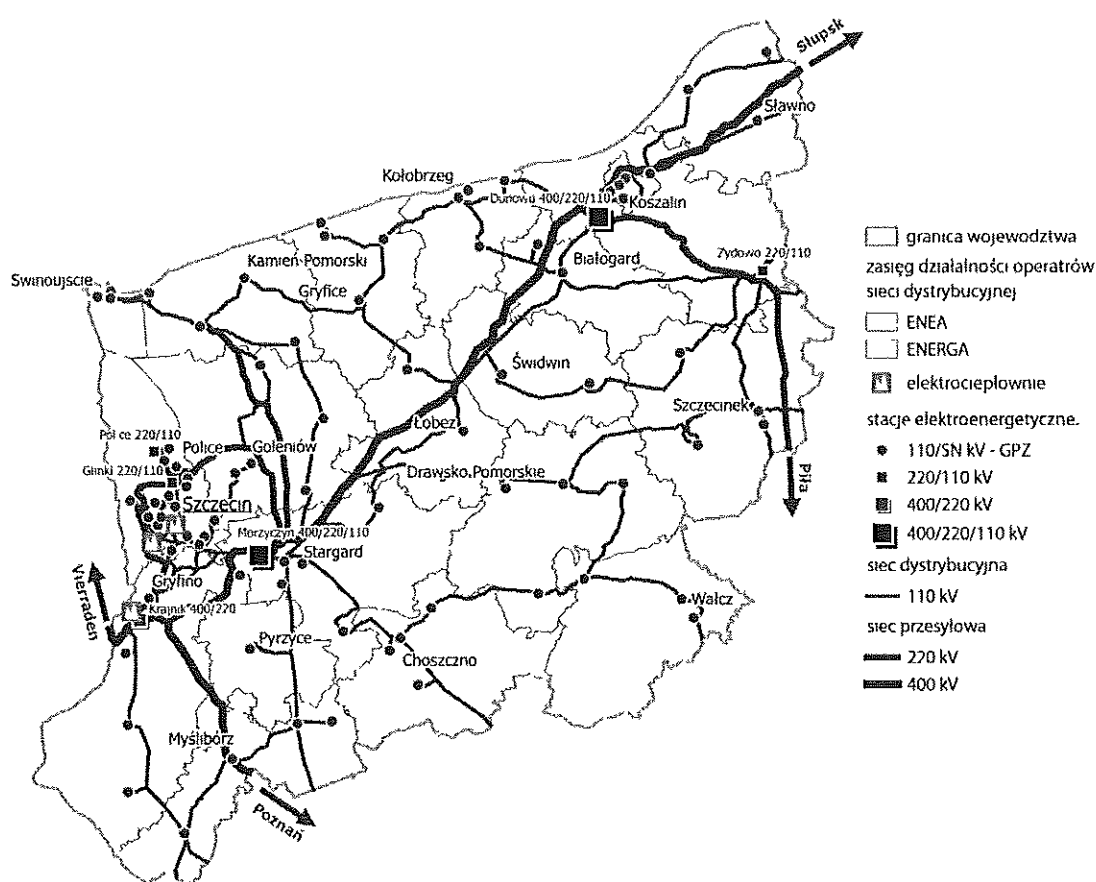 Słupsk
Sławno
Kołobrzeg
Dunowo 400/220/110
Koszalin
Kamień Pomorski
Białogard
Żydowo 220/110
Świnoujście
Gryfice
Świdwin
Szczecinek
Łobez
Police 220/110
Police
Goleniów
Glinki 220/110
Drawsko Pomorskie
Piła
Szczecin
Morzyczyn 400/220/110
Stargard
Vierraden
Gryfino
Krajnik 400/220
Wałcz
Pyrzyce
Choszczno
Myślibórz
Poznań
granica wojewodztwa
zasięg działalności operatrów
sieci dystrybucyjnej
ENEA
ENERGA
elektrociepłownie
stacje elektroenergetyczne.
110/SN kV - GPZ
220/110 kV
400/220 kV
400/220/110 kV
siec dystrybucyjna
110 kV
siec przesyłowa
220 kV
400 kV